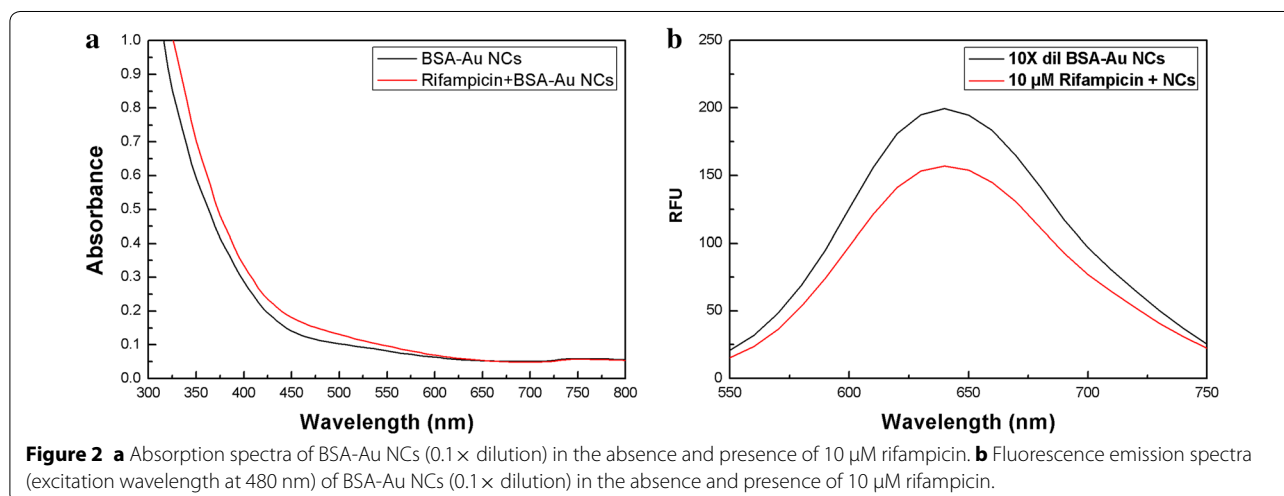 a
BSA-Au NCs
Rifampicin+BSA-Au NCs
1.0
0.9
0.8
0.7
0.6
0.5
0.4
0.3
0.2
0.1
0.0
Absorbance
300 350 400 450 500 550 600 650 700 750 800
Wavelength (nm)
b
10X dil BSA-Au NCs
10 µM Rifampicin + NCs
250
200
150
100
50
0
RFU
550 600 650 700 750
Wavelength (nm)
Figure 2 a Absorption spectra of BSA-Au NCs (0.1× dilution) in the absence and presence of 10 µM rifampicin. b Fluorescence emission spectra
(excitation wavelength at 480 nm) of BSA-Au NCs (0.1× dilution) in the absence and presence of 10 µM rifampicin.